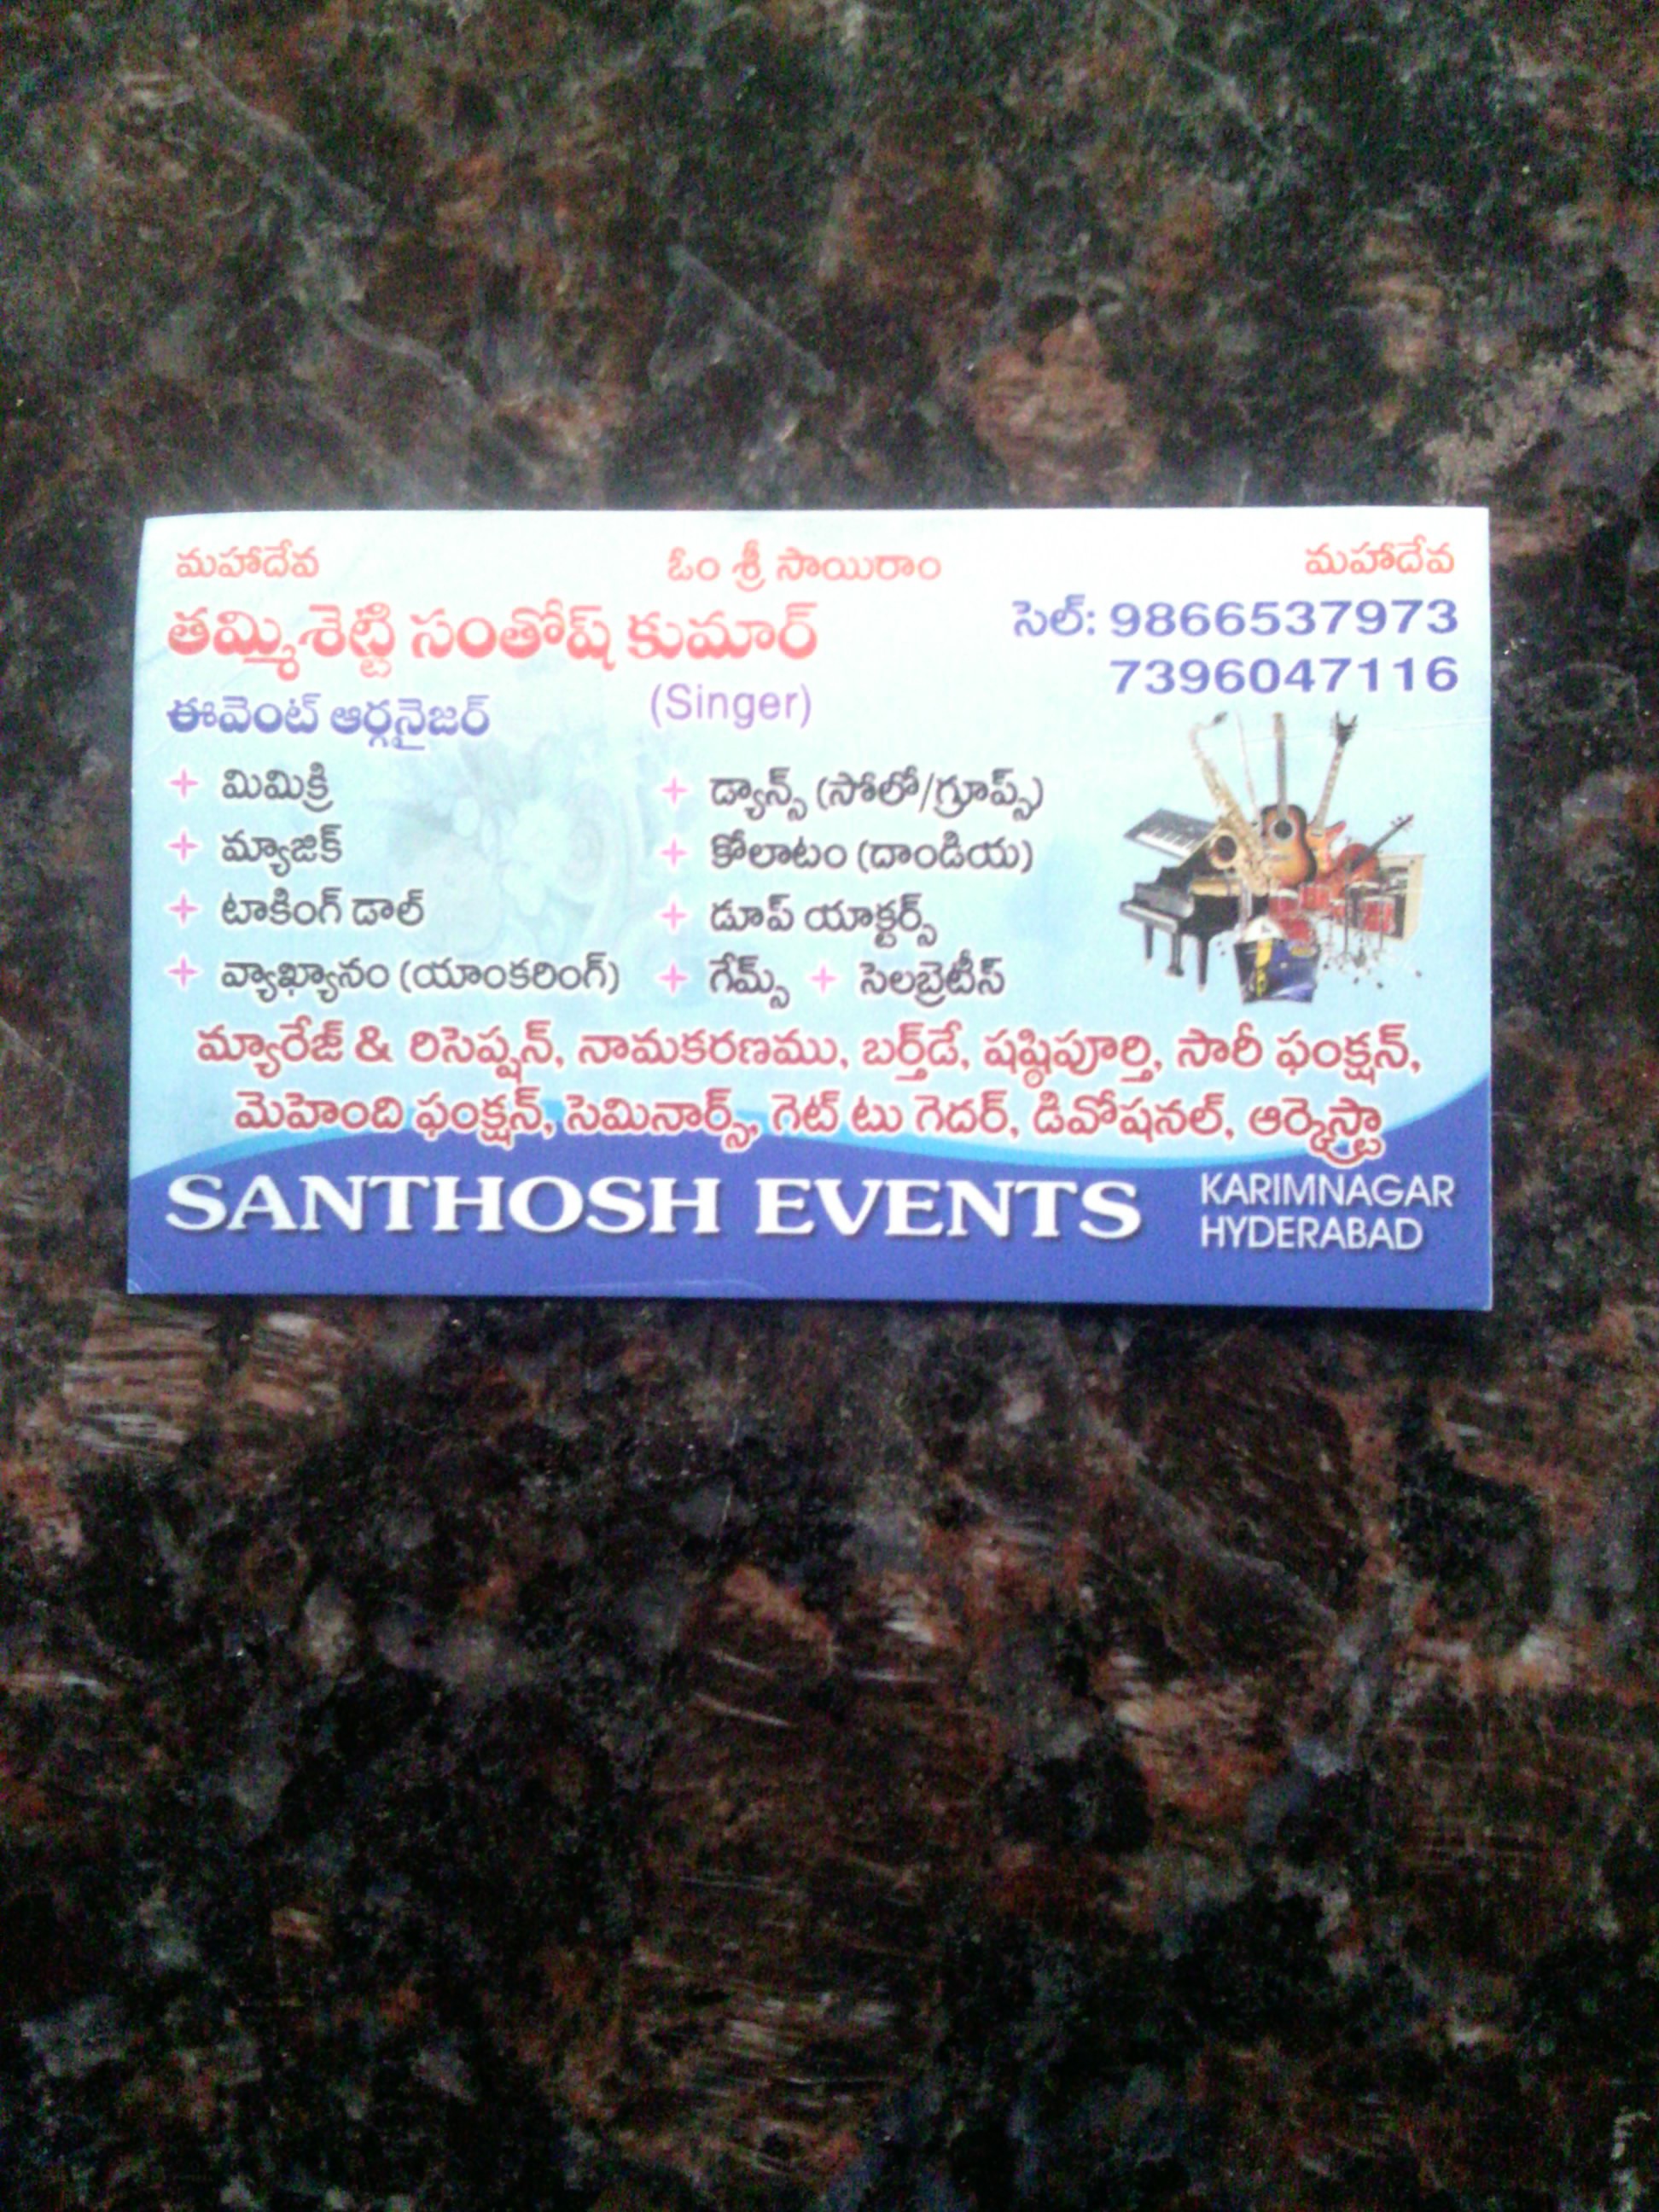 మహాదేవ ఓం శ్రీ సాయిరాం మహాదేవ
తమ్మిశెట్టి సంతోష్ కుమార్ సెల్: 9866537973
7396047116
ఈవెంట్ ఆర్గనైజర్ (Singer)
+ మిమిక్రి + డ్యాన్స్ (సోలో/గ్రూప్స్)
+ మ్యాజిక్ + కోలాటం (దాండియ)
+ టాకింగ్ డాల్ + డూప్ యాక్టర్స్
+ వ్యాఖ్యానం (యాంకరింగ్) + గేమ్స్ + సెలబ్రెటీస్
మ్యారేజ్ & రిసెప్షన్, నామకరణము, బర్త్‌డే, షష్ఠిపూర్తి, సారీ ఫంక్షన్,
మెహెంది ఫంక్షన్, సెమినార్స్, గెట్ టు గెదర్, డివోషనల్, ఆర్కెస్ట్రా
SANTHOSH EVENTS KARIMNAGAR
HYDERABAD